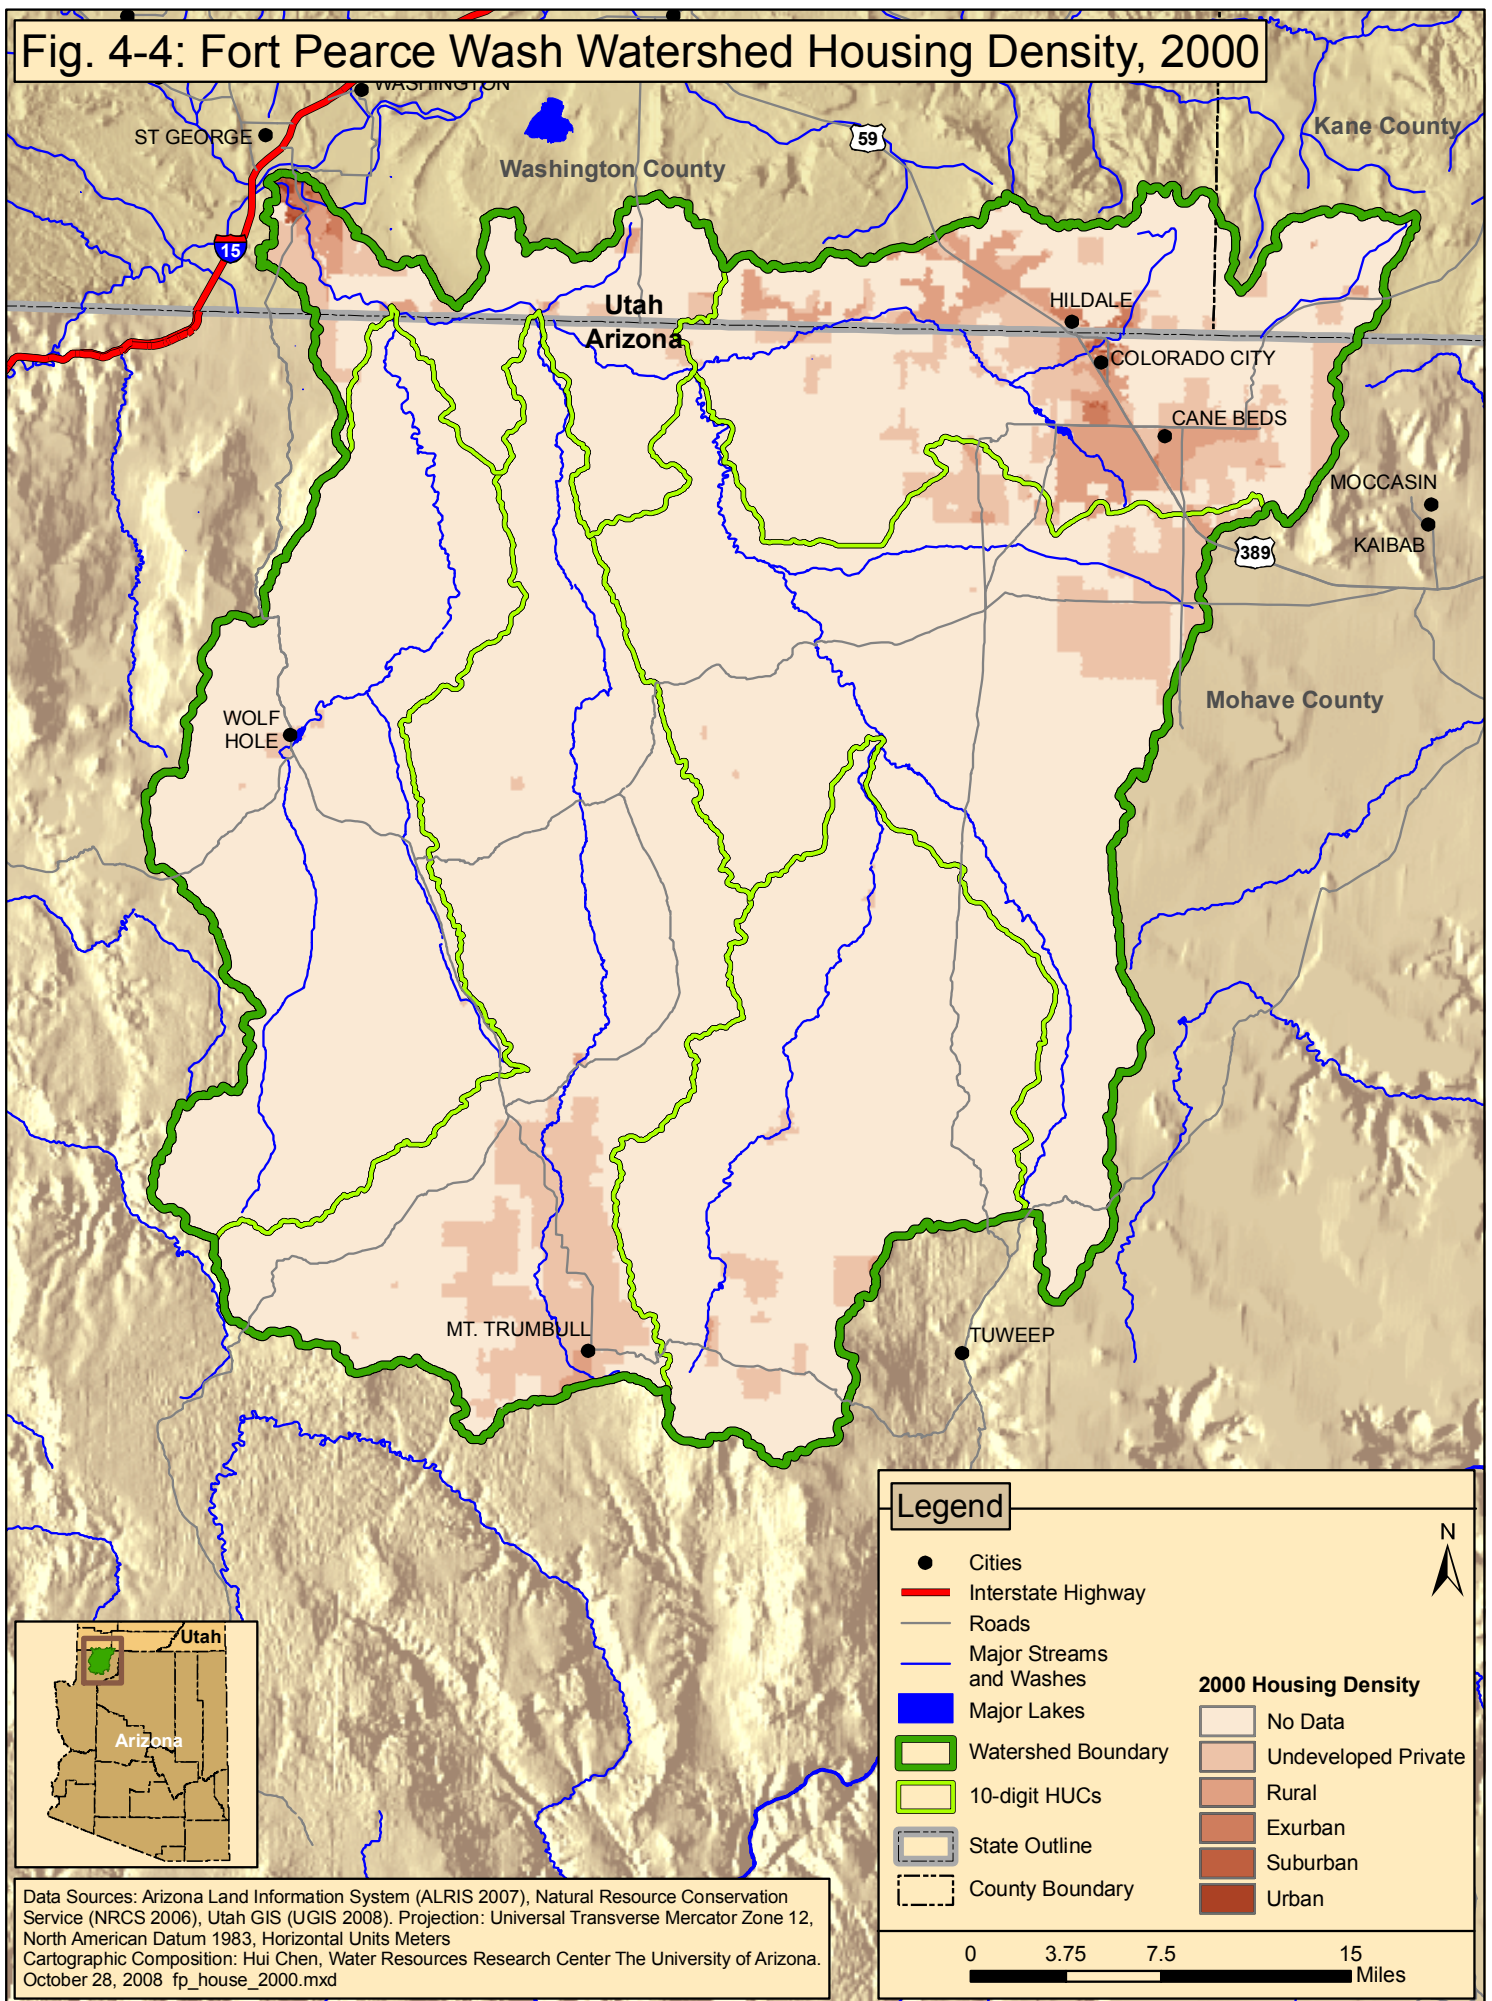 Fig. 4-4: Fort Pearce Wash Watershed Housing Density, 2000
WASHINGTON
ST GEORGE
59
Kane County
Washington County
15
Utah
Arizona
HILDALE
COLORADO CITY
CANE BEDS
MOCCASIN
KAIBAB
389
Mohave County
WOLF
HOLE
MT. TRUMBULL
TUWEEP
Legend
N
Cities
Interstate Highway
Roads
Major Streams
and Washes
Major Lakes
Watershed Boundary
10-digit HUCs
State Outline
County Boundary
2000 Housing Density
No Data
Undeveloped Private
Rural
Exurban
Suburban
Urban
0 3.75 7.5 15
Miles
Utah
Arizona
Data Sources: Arizona Land Information System (ALRIS 2007), Natural Resource Conservation
Service (NRCS 2006), Utah GIS (UGIS 2008). Projection: Universal Transverse Mercator Zone 12,
North American Datum 1983, Horizontal Units Meters
Cartographic Composition: Hui Chen, Water Resources Research Center The University of Arizona.
October 28, 2008 fp_house_2000.mxd